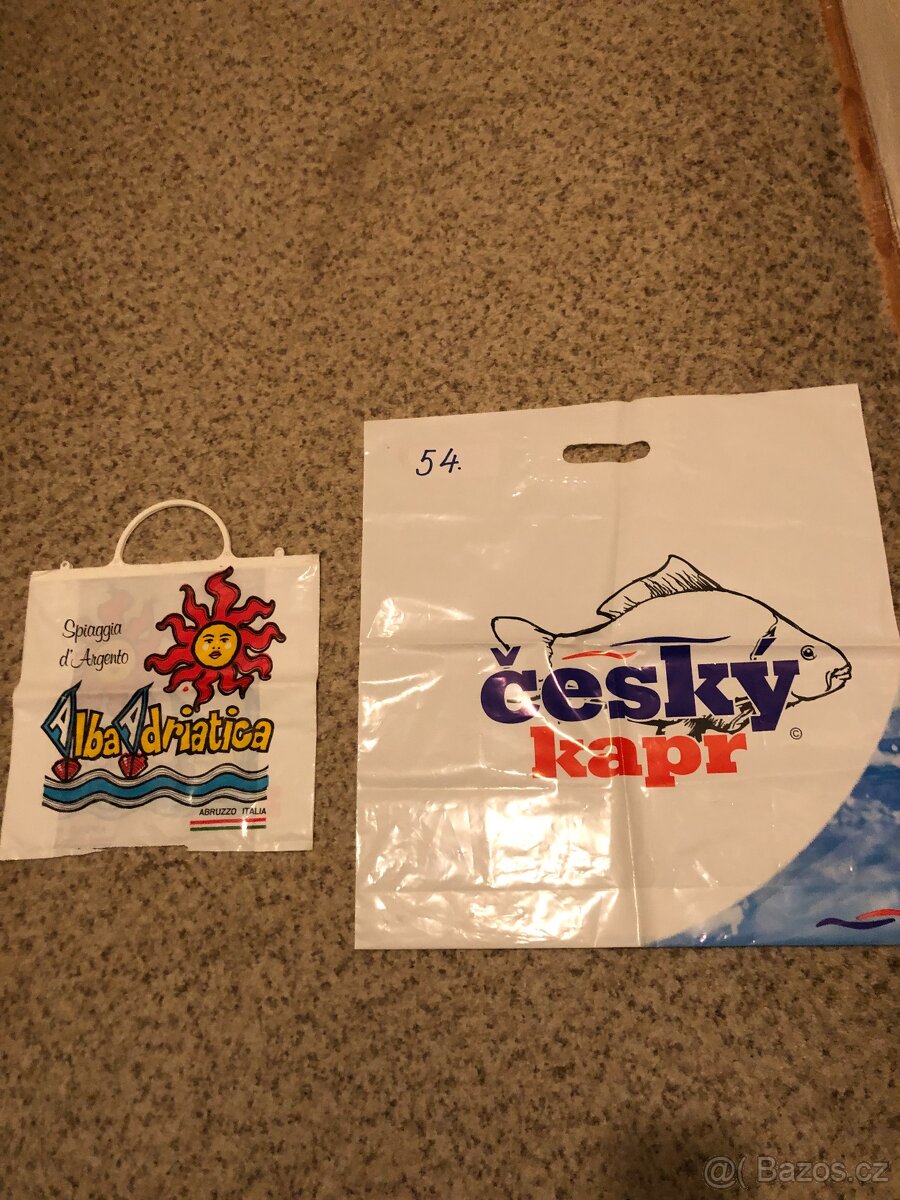 Spiaggia
d'Argento
AlbaAdriatica
ABRUZZO ITALIA
54.
český
kapr
©
@( Bazos.cz